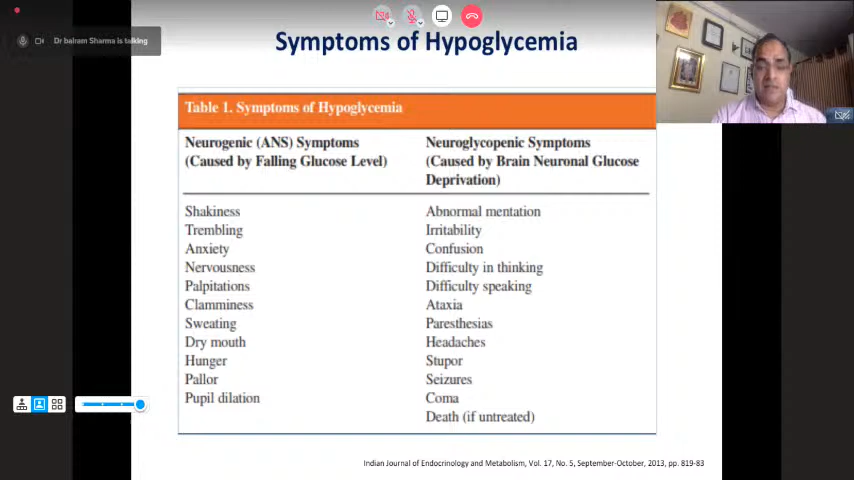 Dr balram Sharma is talking
Symptoms of Hypoglycemia
Table 1. Symptoms of Hypoglycemia
Neurogenic (ANS) Symptoms
(Caused by Falling Glucose Level)
Shakiness
Trembling
Anxiety
Nervousness
Palpitations
Clamminess
Sweating
Dry mouth
Hunger
Pallor
Pupil dilation
Neuroglycopenic Symptoms
(Caused by Brain Neuronal Glucose
Deprivation)
Abnormal mentation
Irritability
Confusion
Difficulty in thinking
Difficulty speaking
Ataxia
Paresthesias
Headaches
Stupor
Seizures
Coma
Death (if untreated)
Indian Journal of Endocrinology and Metabolism, Vol. 17, No. 5, September-October, 2013, pp. 819-83